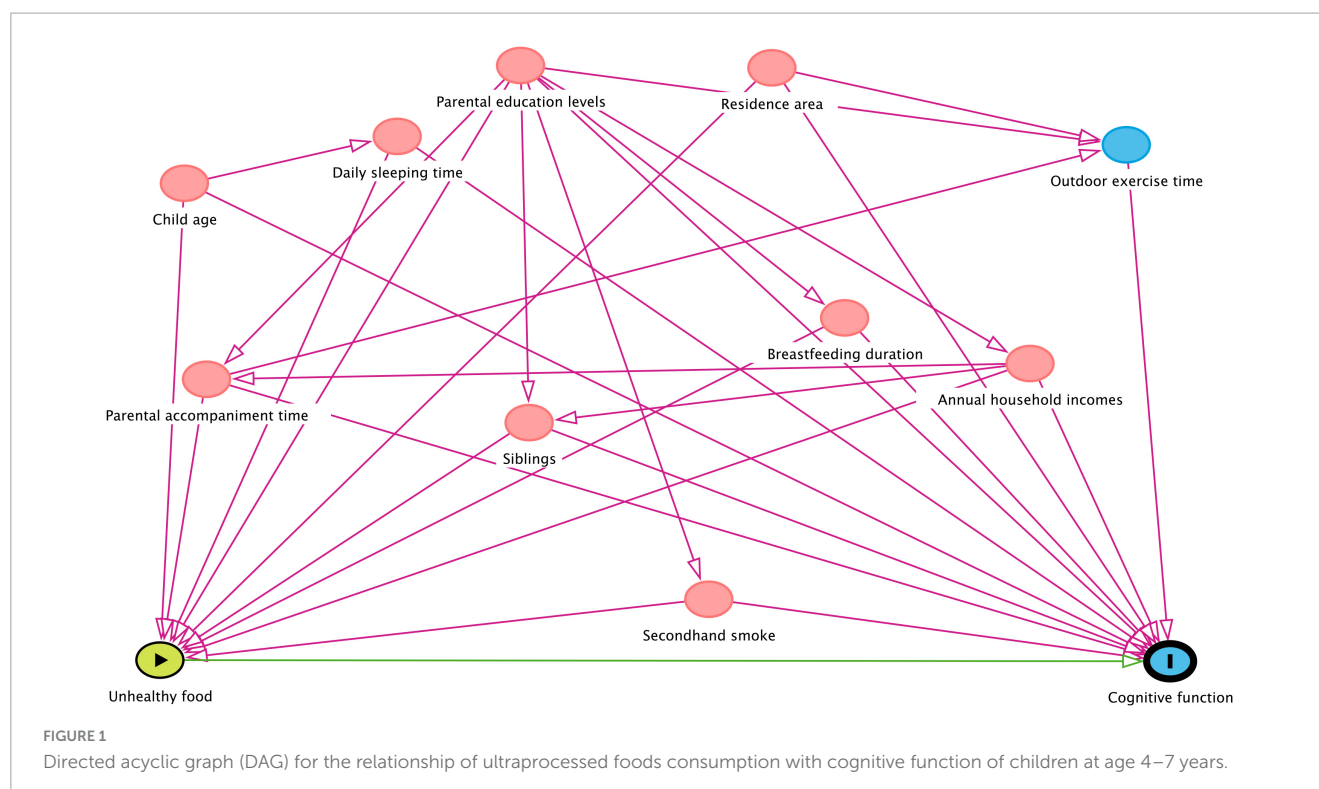 Parental education levels
Residence area
Daily sleeping time
Outdoor exercise time
Child age
Breastfeeding duration
Annual household incomes
Parental accompaniment time
Siblings
Secondhand smoke
Unhealthy food
Cognitive function
FIGURE 1
Directed acyclic graph (DAG) for the relationship of ultraprocessed foods consumption with cognitive function of children at age 4–7 years.